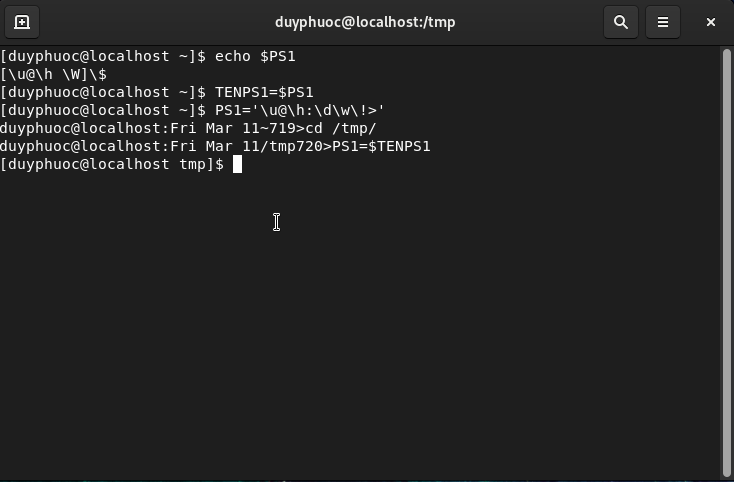 duyphuoc@localhost:/tmp
[duyphuoc@localhost ~]$ echo $PS1
[\u@\h \W]\$
[duyphuoc@localhost ~]$ TENPS1=$PS1
[duyphuoc@localhost ~]$ PS1='\u@\h:\d\w\!>'
duyphuoc@localhost:Fri Mar 11~719>cd /tmp/
duyphuoc@localhost:Fri Mar 11/tmp720>PS1=$TENPS1
[duyphuoc@localhost tmp]$